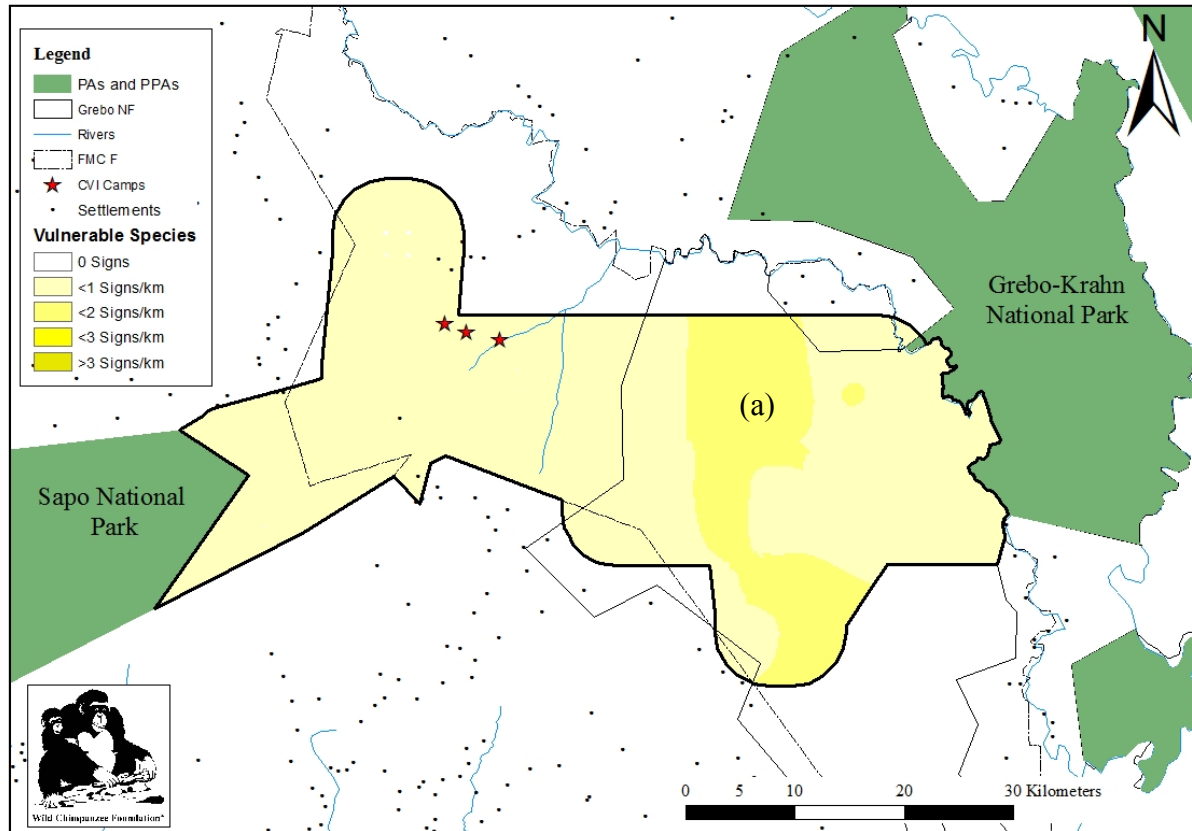 Legend
PAs and PPAs
Grebo NF
Rivers
FMC F
CVI Camps
Settlements
Vulnerable Species
0 Signs
<1 Signs/km
<2 Signs/km
<3 Signs/km
>3 Signs/km
N
Grebo-Krahn
National Park
(a)
Sapo National
Park
Wild Chimpanzee Foundation*
0 5 10 20 30 Kilometers